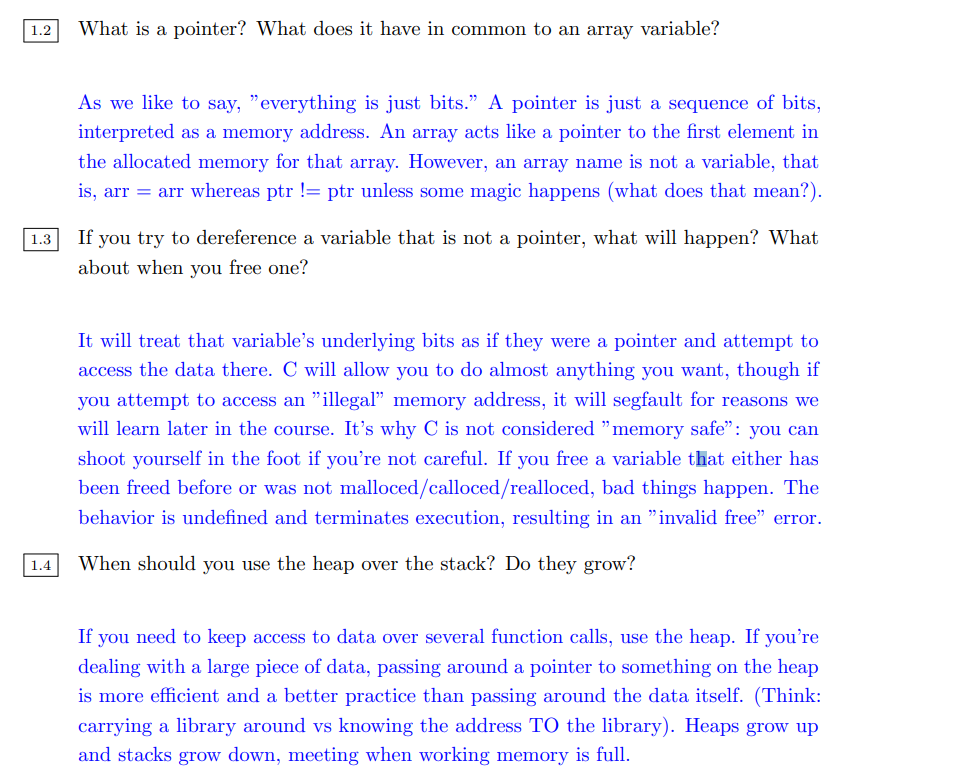 1.2 What is a pointer? What does it have in common to an array variable?
As we like to say, ”everything is just bits.” A pointer is just a sequence of bits,
interpreted as a memory address. An array acts like a pointer to the first element in
the allocated memory for that array. However, an array name is not a variable, that
is, arr = arr whereas ptr != ptr unless some magic happens (what does that mean?).
1.3 If you try to dereference a variable that is not a pointer, what will happen? What
about when you free one?
It will treat that variable’s underlying bits as if they were a pointer and attempt to
access the data there. C will allow you to do almost anything you want, though if
you attempt to access an ”illegal” memory address, it will segfault for reasons we
will learn later in the course. It’s why C is not considered ”memory safe”: you can
shoot yourself in the foot if you’re not careful. If you free a variable that either has
been freed before or was not malloced/calloced/realloced, bad things happen. The
behavior is undefined and terminates execution, resulting in an ”invalid free” error.
1.4 When should you use the heap over the stack? Do they grow?
If you need to keep access to data over several function calls, use the heap. If you’re
dealing with a large piece of data, passing around a pointer to something on the heap
is more efficient and a better practice than passing around the data itself. (Think:
carrying a library around vs knowing the address TO the library). Heaps grow up
and stacks grow down, meeting when working memory is full.